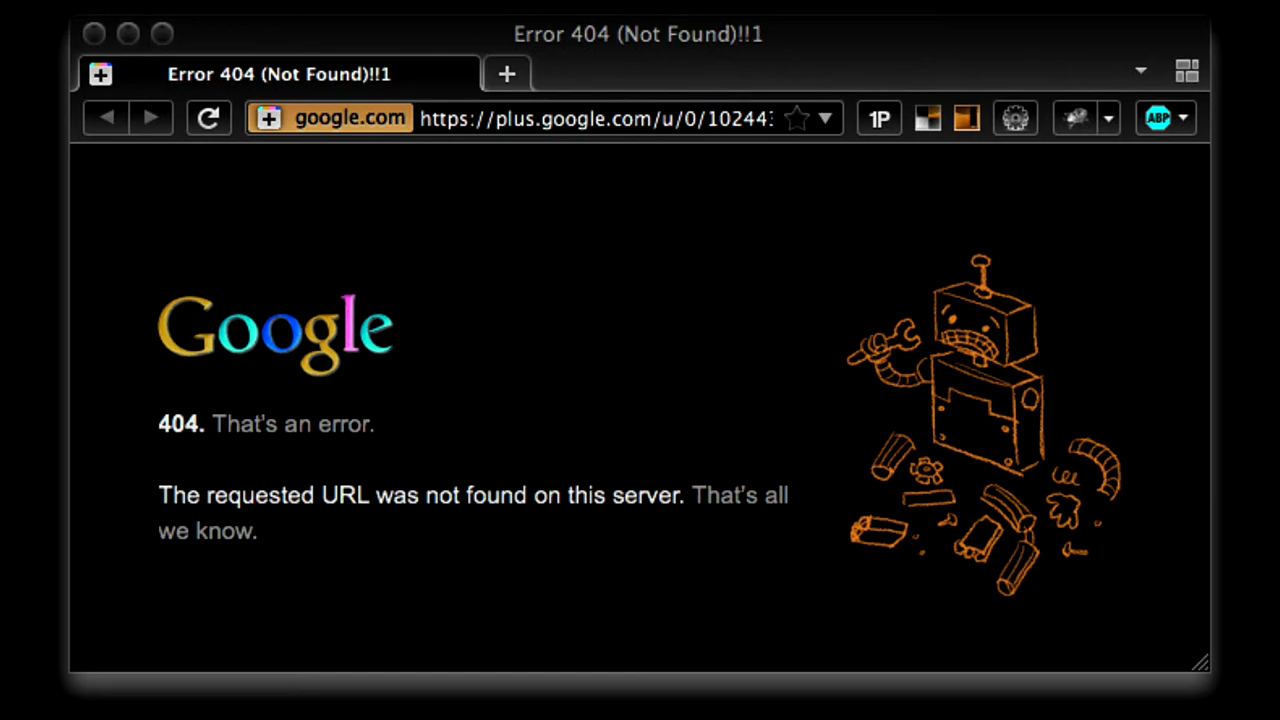 Error 404 (Not Found)!!1
Error 404 (Not Found)!!1
google.com https://plus.google.com/u/0/10244 1P ABP
Google
404. That's an error.
The requested URL was not found on this server. That's all
we know.